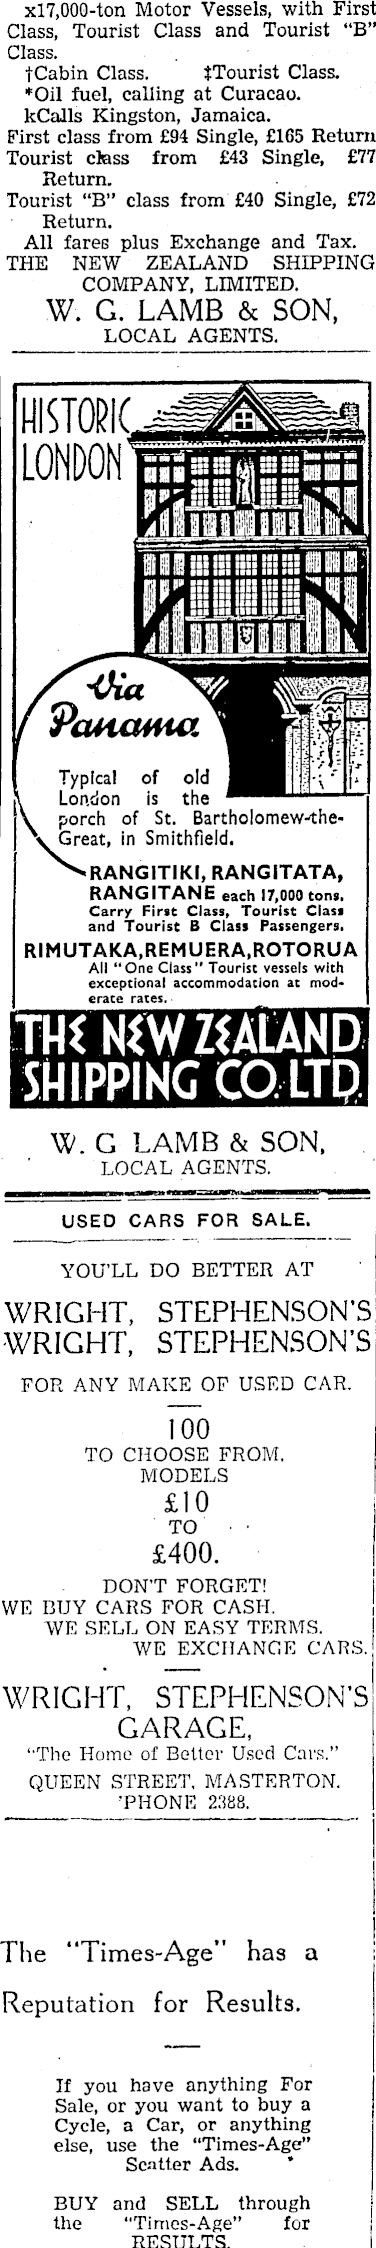 x17,000-ton Motor Vessels, with First
Class, Tourist Class and Tourist "B"
Class.
†Cabin Class. ‡Tourist Class.
*Oil fuel, calling at Curacao.
kCalls Kingston, Jamaica.
First class from £94 Single, £165 Return
Tourist class from £43 Single, £77
Return.
Tourist "B" class from £40 Single, £72
Return.
All fares plus Exchange and Tax.
THE NEW ZEALAND SHIPPING
COMPANY, LIMITED.
W. G. LAMB & SON,
LOCAL AGENTS.
HISTORIC
LONDON
Via
Panama
Typical of old
London is the
porch of St. Bartholomew-the-
Great, in Smithfield.
RANGITIKI, RANGITATA,
RANGITANE each 17,000 tons.
Carry First Class, Tourist Class
and Tourist B Class Passengers.
RIMUTAKA, REMUERA, ROTORUA
All "One Class" Tourist vessels with
exceptional accommodation at mod-
erate rates.
THE NEW ZEALAND
SHIPPING CO. LTD.
W. G LAMB & SON,
LOCAL AGENTS.
USED CARS FOR SALE.
YOU'LL DO BETTER AT
WRIGHT, STEPHENSON'S
WRIGHT, STEPHENSON'S
FOR ANY MAKE OF USED CAR.
100
TO CHOOSE FROM.
MODELS
£10
TO
£400.
DON'T FORGET!
WE BUY CARS FOR CASH.
WE SELL ON EASY TERMS.
WE EXCHANGE CARS.
WRIGHT, STEPHENSON'S
GARAGE,
"The Home of Better Used Cars."
QUEEN STREET, MASTERTON.
'PHONE 2388.
The "Times-Age" has a
Reputation for Results.
If you have anything For
Sale, or you want to buy a
Cycle, a Car, or anything
else, use the "Times-Age"
Scatter Ads.
BUY and SELL through
the "Times-Age" for
RESULTS.